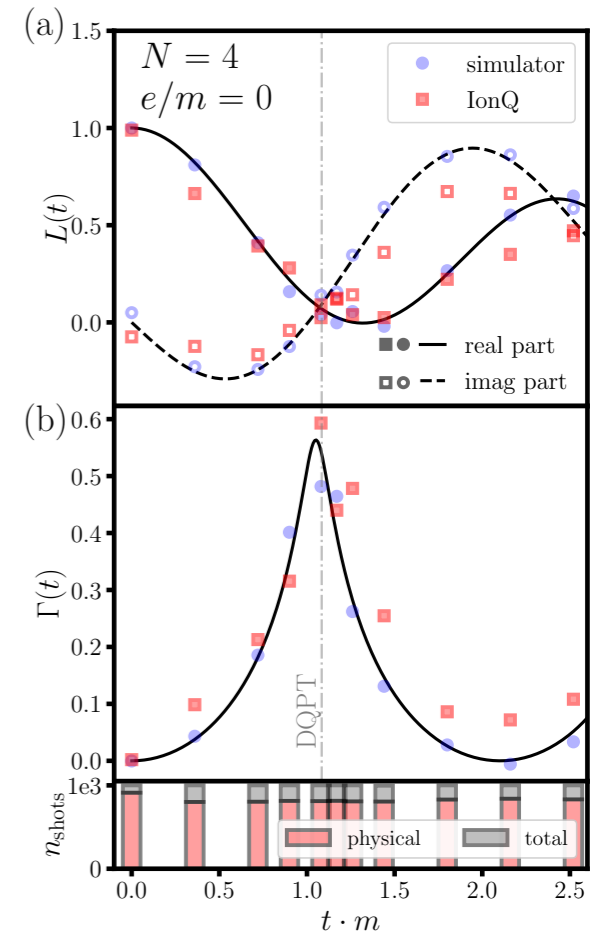 (a)
N = 4
e/m = 0
simulator
IonQ
L(t)
1.5
1.0
0.5
0.0
real part
imag part
(b)
Γ(t)
0.6
0.5
0.4
0.3
0.2
0.1
0.0
DQPT
n_shots
1e3
0
physical
total
0.0 0.5 1.0 1.5 2.0 2.5
t · m